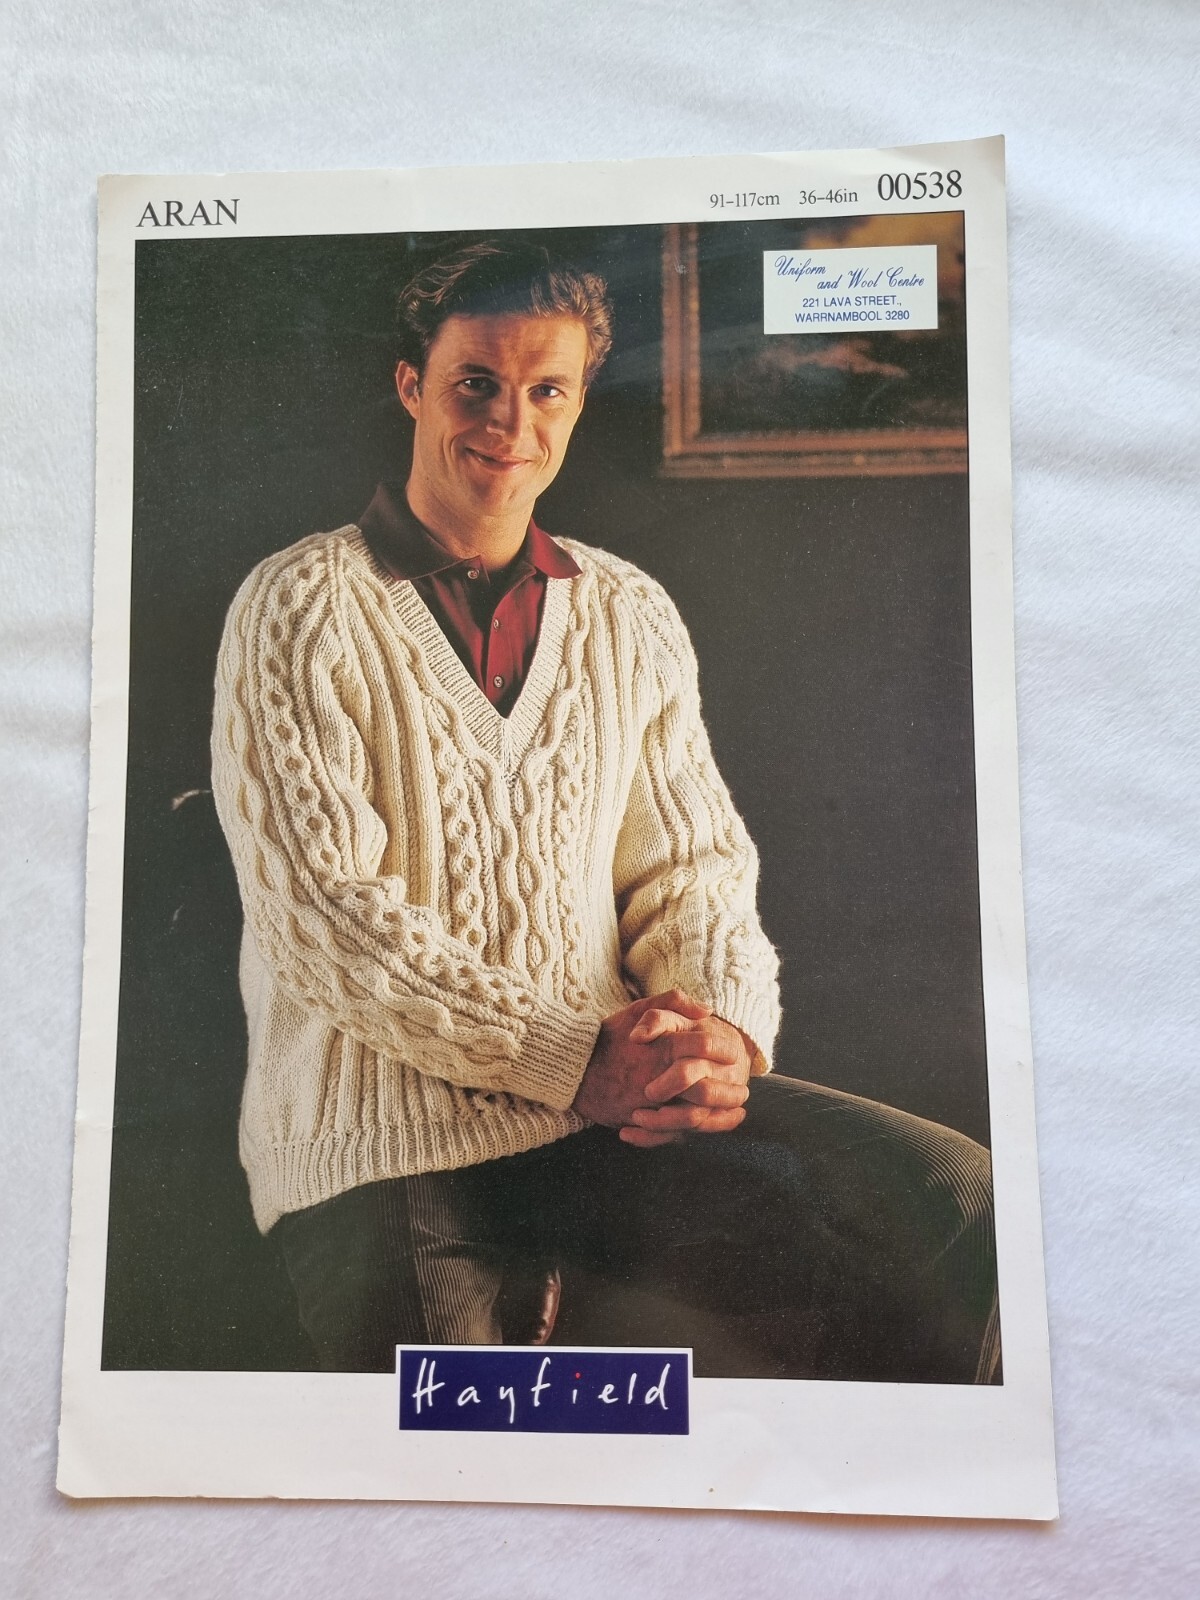 ARAN
91-117cm 36-46in 00538
Uniform
and Wool Centre
221 LAVA STREET.,
WARRNAMBOOL 3280
Hayfield